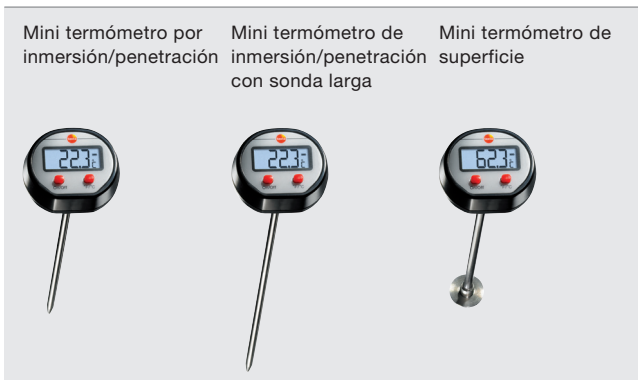 Mini termómetro por
inmersión/penetración
Mini termómetro de
inmersión/penetración
con sonda larga
Mini termómetro de
superficie
22.3
°C
22.3
°C
62.3
°C